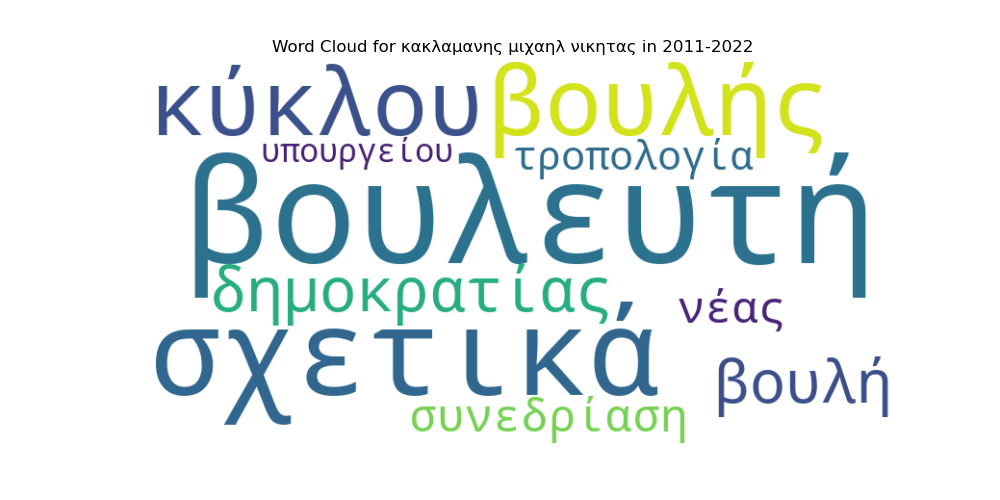 Word Cloud for κακλαμανης μιχαηλ νικητας in 2011-2022
κύκλου βουλής
υπουργείου τροπολογία
βουλευτή
δημοκρατίας νέας
σχετικά βουλή
συνεδρίαση